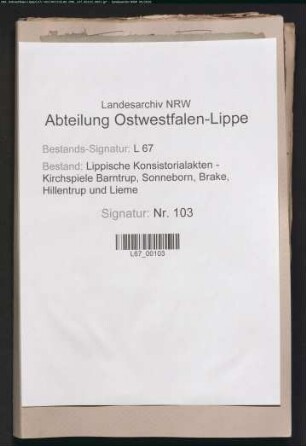 Landesarchiv NRW
Abteilung Ostwestfalen-Lippe
Bestands-Signatur: L 67
Bestand: Lippische Konsistorialakten -
Kirchspiele Barntrup, Sonneborn, Brake,
Hillentrup und Lieme
Signatur: Nr. 103
L67_00103